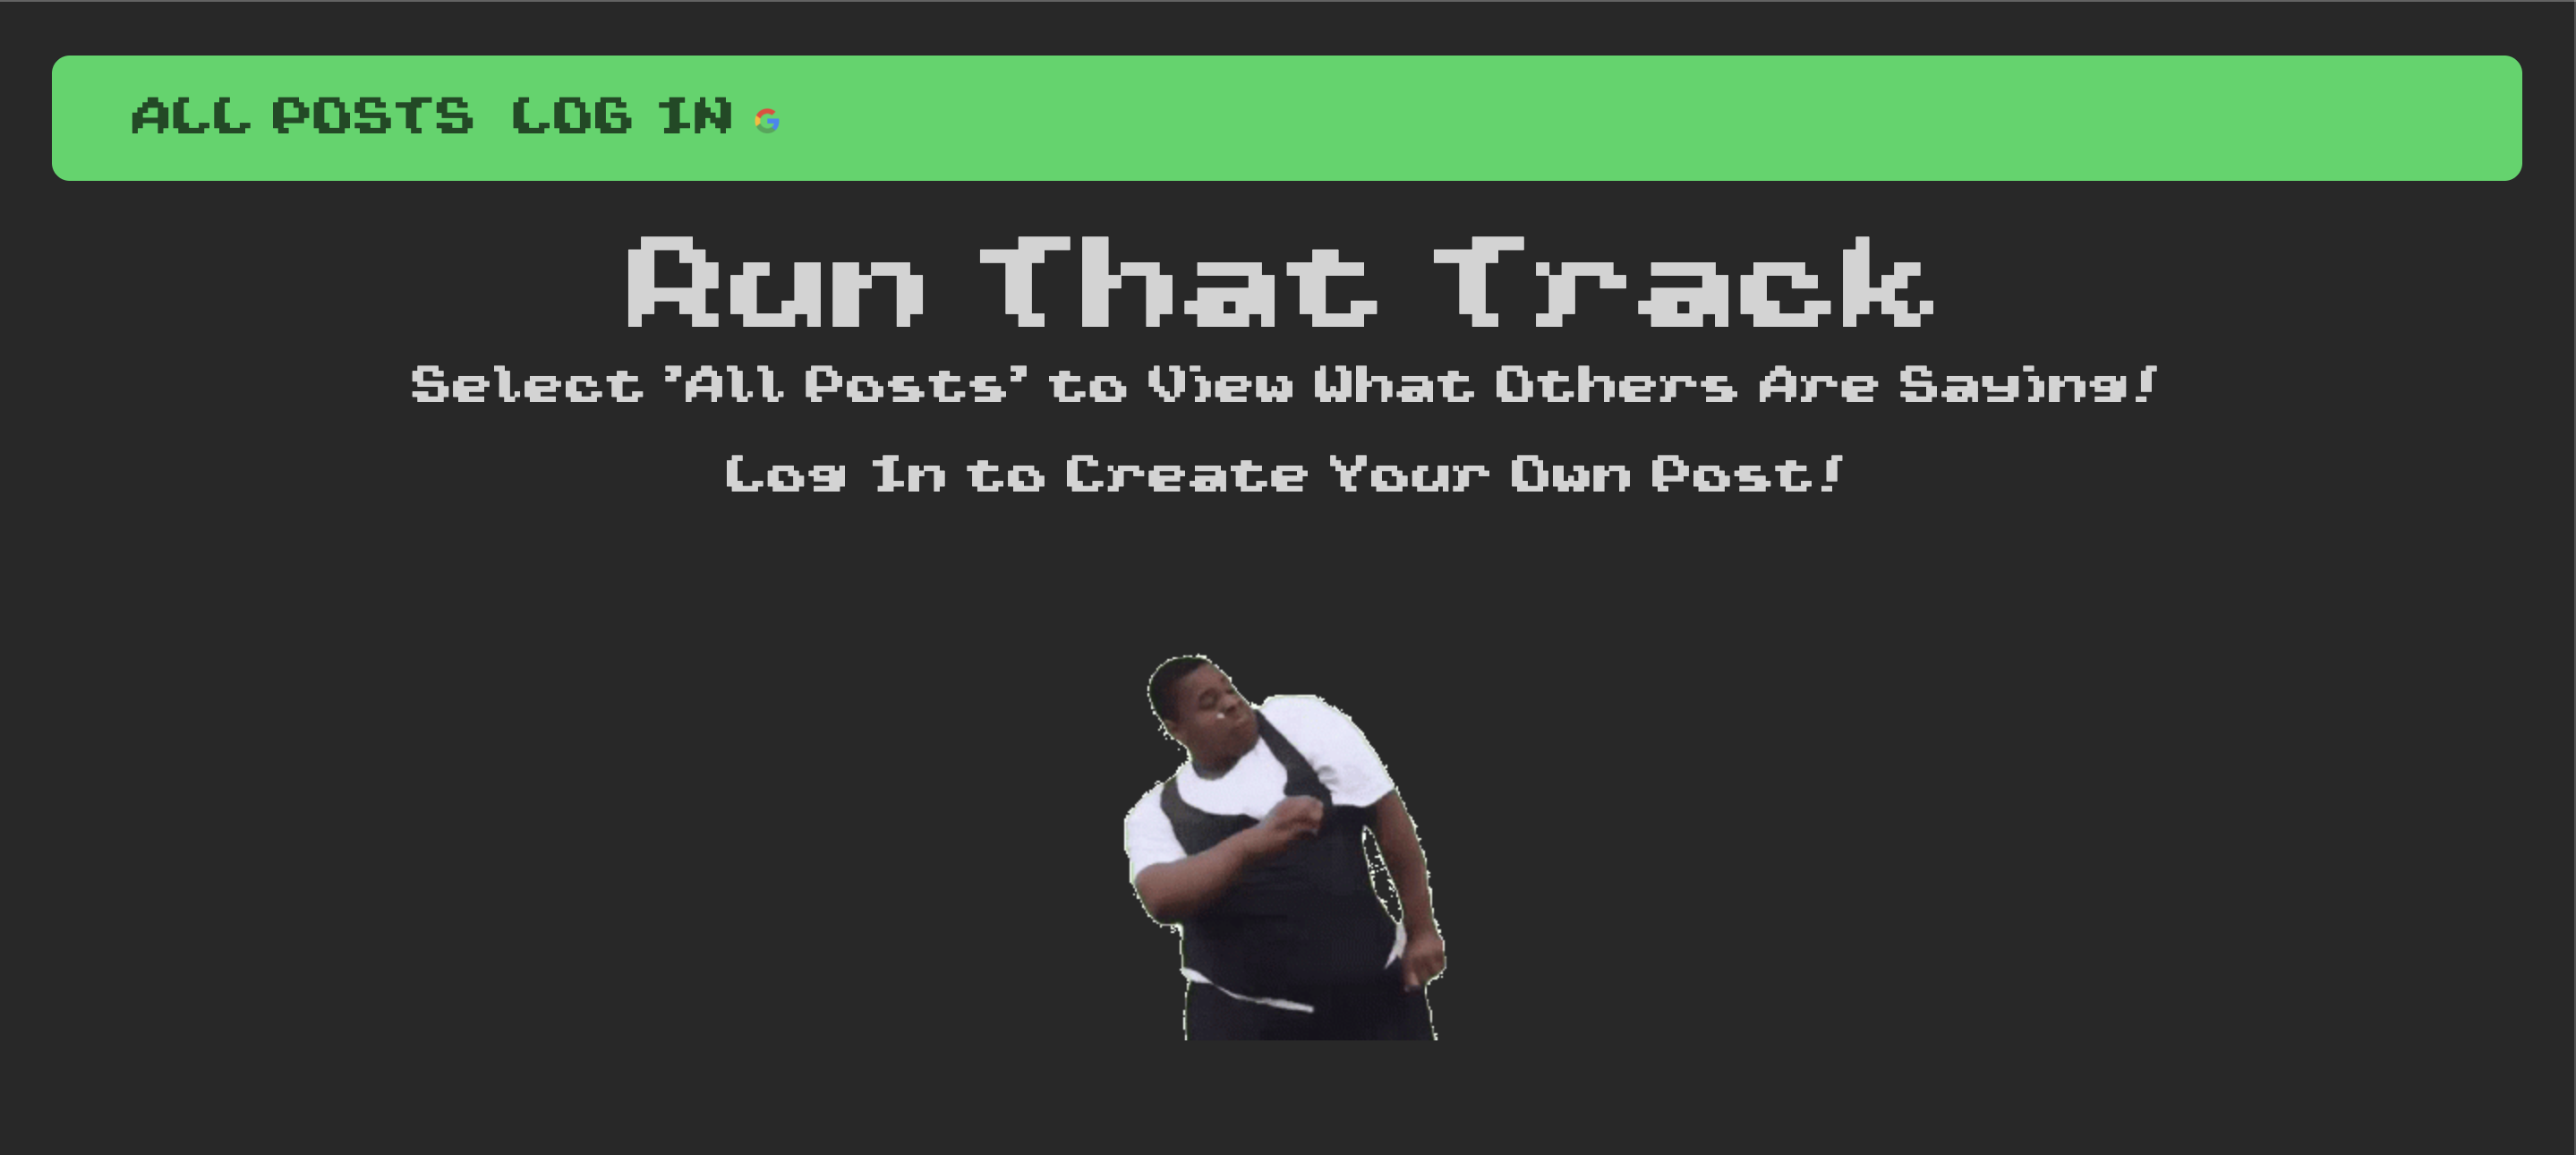 ALL POSTS LOG IN
Run That Track
Select 'All Posts' to View What Others Are Saying!
Log In to Create Your Own Post!